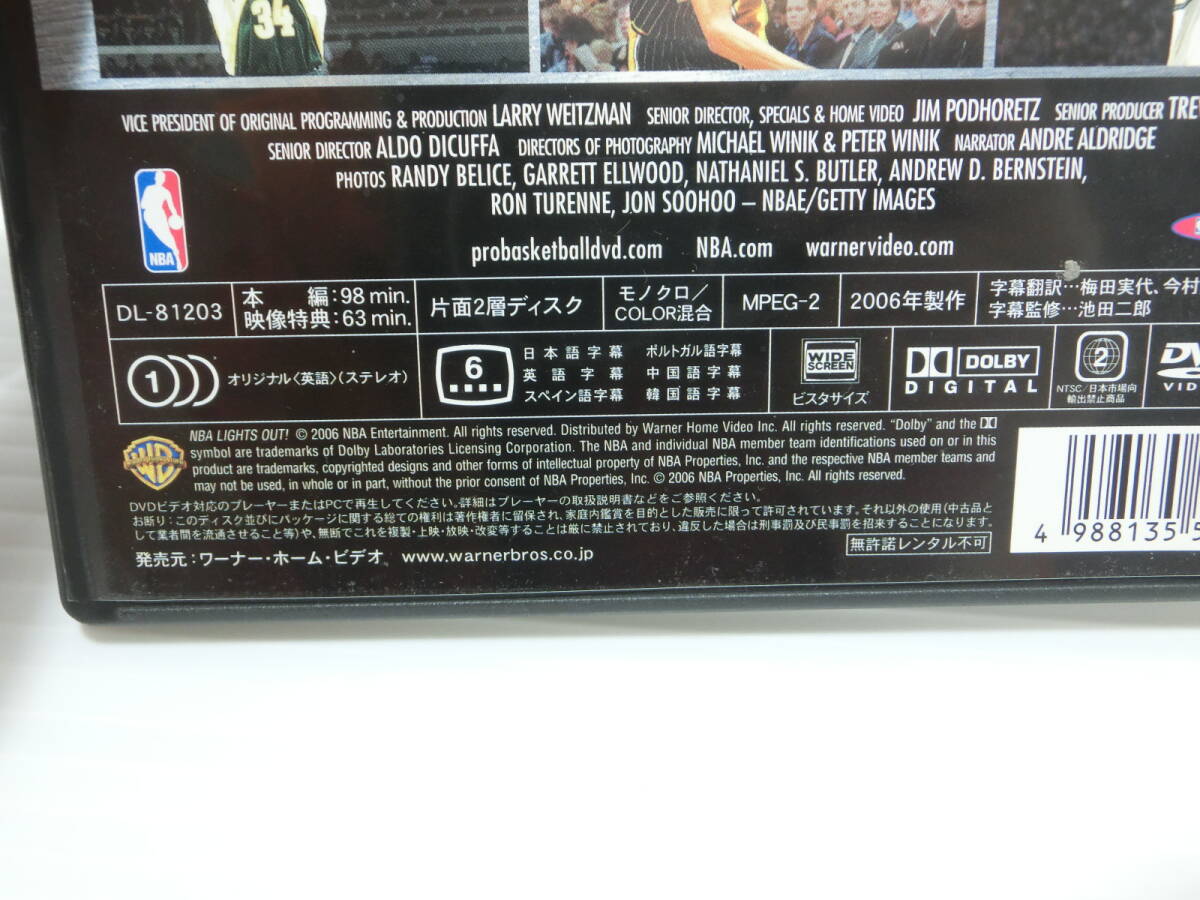 34
VICE PRESIDENT OF ORIGINAL PROGRAMMING & PRODUCTION LARRY WEITZMAN SENIOR DIRECTOR, SPECIALS & HOME VIDEO JIM PODHORETZ SENIOR PRODUCER
SENIOR DIRECTOR ALDO DICUFFA DIRECTORS OF PHOTOGRAPHY MICHAEL WINIK & PETER WINIK NARRATOR ANDRE ALDRIDGE
PHOTOS RANDY BELICE, GARRETT ELLWOOD, NATHANIEL S. BUTLER, ANDREW D. BERNSTEIN,
RON TURENNE, JON SOOHOO – NBAE/GETTY IMAGES
NBA
probasketballdvd.com NBA.com warnervideo.com
DL-81203
本編:98 min.
映像特典:63 min.
片面2層ディスク
モノクロ/
COLOR混合
MPEG-2
2006年製作
字幕翻訳…梅田実代、今村
字幕監修…池田二郎
1
オリジナル〈英語〉(ステレオ)
6
日本語字幕 ポルトガル語字幕
英語字幕 中国語字幕
スペイン語字幕 韓国語字幕
WIDE
SCREEN
ビスタサイズ
DOLBY
DIGITAL
2
NTSC/日本市場向
輸出禁止商品
NBA LIGHTS OUT! © 2006 NBA Entertainment. All rights reserved. Distributed by Warner Home Video Inc. All rights reserved. “Dolby” and the
symbol are trademarks of Dolby Laboratories Licensing Corporation. The NBA and individual NBA member team identifications used on or in this
product are trademarks, copyrighted designs and other forms of intellectual property of NBA Properties, Inc. and the respective NBA member teams and
may not be used, in whole or in part, without the prior consent of NBA Properties, Inc. © 2006 NBA Properties, Inc. All rights reserved.
DVDビデオ対応のプレーヤーまたはPCで再生してください。詳細はプレーヤーの取扱説明書などをご参照ください。
お断り:このディスク並びにパッケージに関する総ての権利は著作権者に留保され、家庭内鑑賞を目的とした販売に限って許可されています。それ以外の使用(中古品と
して業者間を流通させること等)や、無断でこれを複製・上映・放映・改変等することは厳に禁止されており、違反した場合は刑事罰及び民事罰を招来することになります。
無許諾レンタル不可
発売元:ワーナー・ホーム・ビデオ www.warnerbros.co.jp
4 988135 5